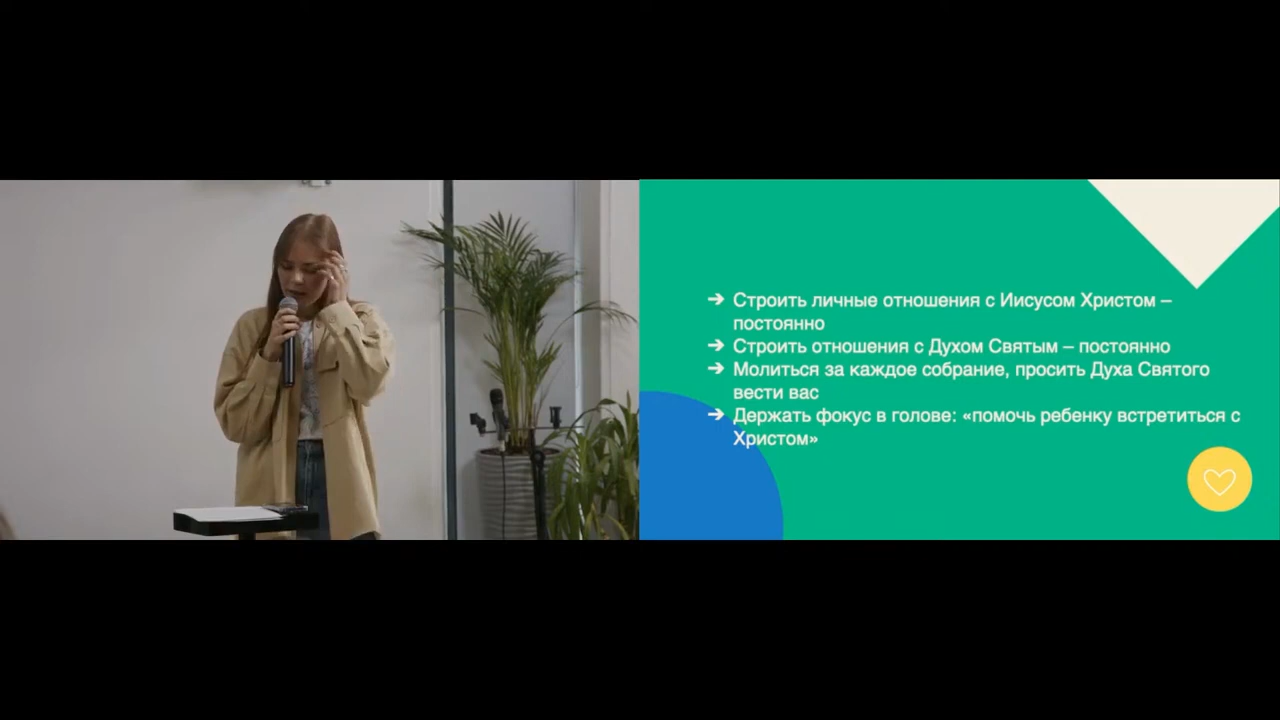 ➔ Строить личные отношения с Иисусом Христом –
постоянно
➔ Строить отношения с Духом Святым – постоянно
➔ Молиться за каждое собрание, просить Духа Святого
вести вас
➔ Держать фокус в голове: «помочь ребенку встретиться с
Христом»